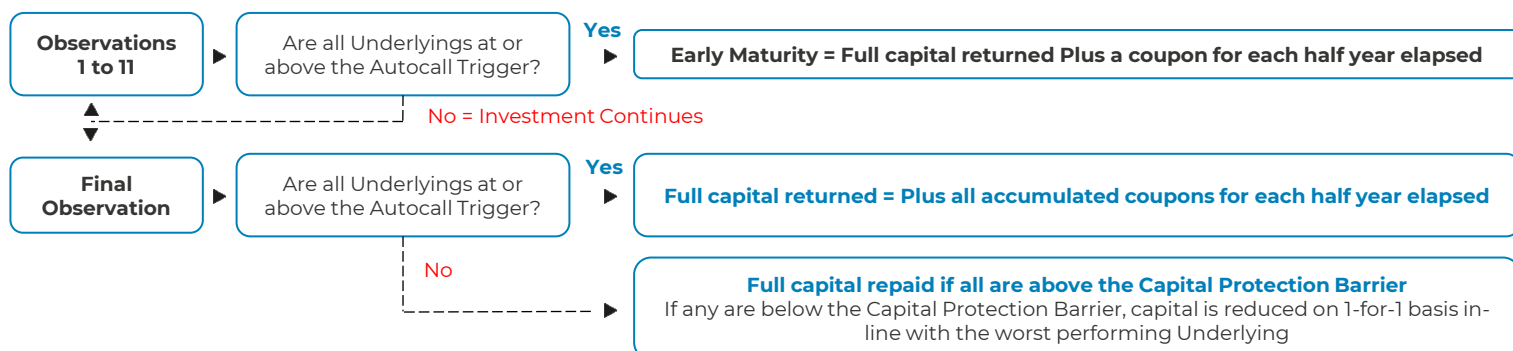 Observations
1 to 11
Are all Underlyings at or
above the Autocall Trigger?
Yes
Early Maturity = Full capital returned Plus a coupon for each half year elapsed
No = Investment Continues
Final
Observation
Are all Underlyings at or
above the Autocall Trigger?
Yes
Full capital returned = Plus all accumulated coupons for each half year elapsed
No
Full capital repaid if all are above the Capital Protection Barrier
If any are below the Capital Protection Barrier, capital is reduced on 1-for-1 basis in-
line with the worst performing Underlying